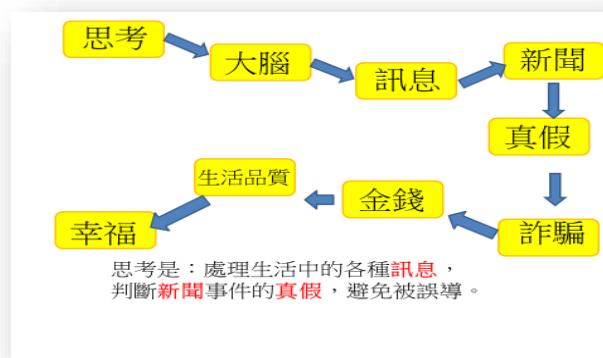 思考
大腦
訊息
新聞
真假
詐騙
金錢
生活品質
幸福
思考是：處理生活中的各種訊息，
判斷新聞事件的真假，避免被誤導。